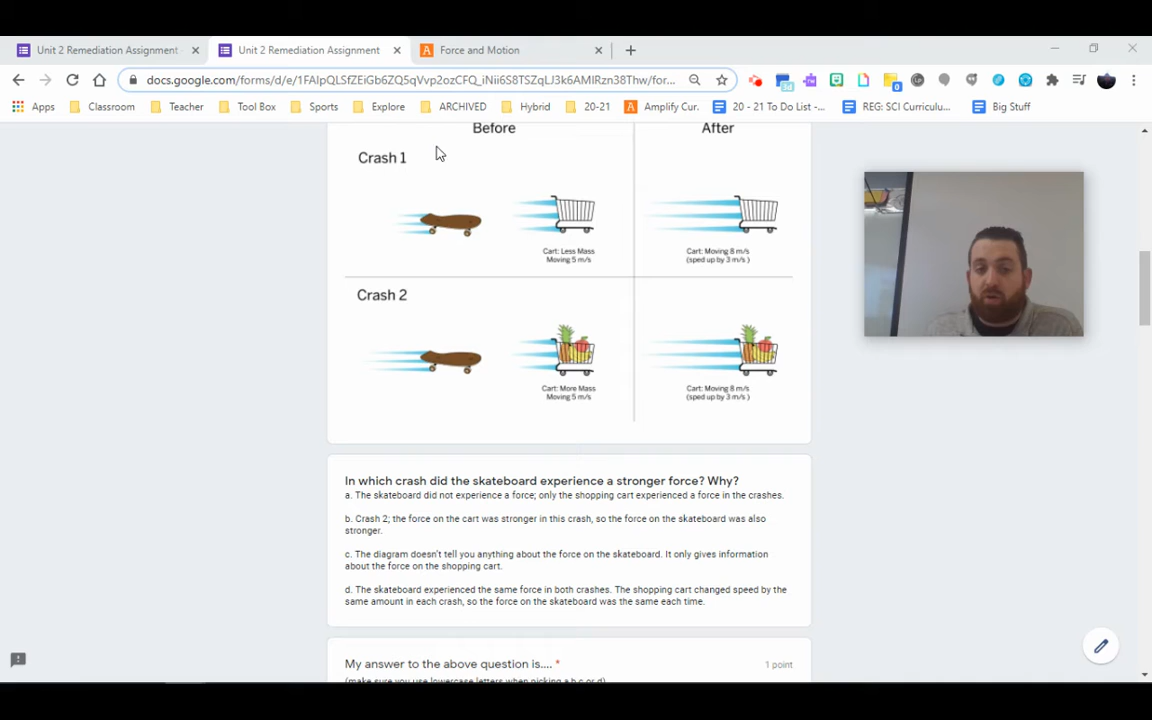 Unit 2 Remediation Assignment
Unit 2 Remediation Assignment
Force and Motion
docs.google.com/forms/d/e/1FAIpQLSfZEiGb6ZQ5qVvp2ozCFQ_iNii6S8TSZqLJ3k6AMIRzn38Thw/for...
Apps
Classroom
Teacher
Tool Box
Sports
Explore
ARCHIVED
Hybrid
20-21
Amplify Cur.
20 - 21 To Do List -...
REG: SCI Curriculu...
Big Stuff
Before
After
Crash 1
Cart: Less Mass
Moving 5 m/s
Cart: Moving 8 m/s
(sped up by 3 m/s )
Crash 2
Cart: More Mass
Moving 5 m/s
Cart: Moving 8 m/s
(sped up by 3 m/s )
In which crash did the skateboard experience a stronger force? Why?
a. The skateboard did not experience a force; only the shopping cart experienced a force in the crashes.
b. Crash 2; the force on the cart was stronger in this crash, so the force on the skateboard was also
stronger.
c. The diagram doesn't tell you anything about the force on the skateboard. It only gives information
about the force on the shopping cart.
d. The skateboard experienced the same force in both crashes. The shopping cart changed speed by the
same amount in each crash, so the force on the skateboard was the same each time.
My answer to the above question is.... *
1 point
(make sure you use lowercase letters when picking a,b,c or d)